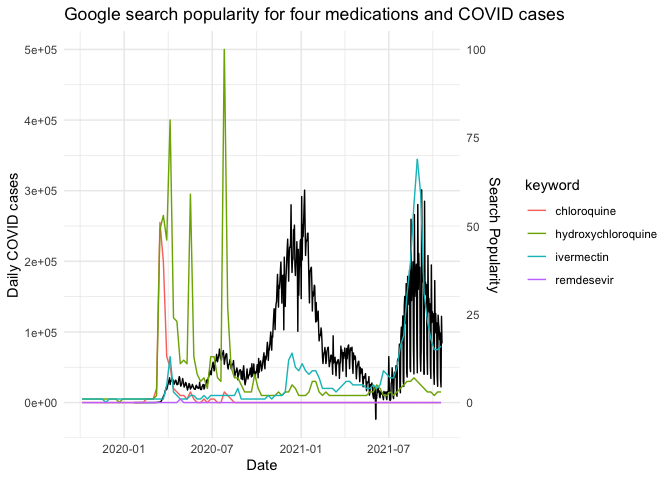 Google search popularity for four medications and COVID cases
5e+05
4e+05
3e+05
2e+05
1e+05
0e+00
Daily COVID cases
100
75
50
25
0
Search Popularity
2020-01
2020-07
2021-01
2021-07
Date
keyword
chloroquine
hydroxychloroquine
ivermectin
remdesevir